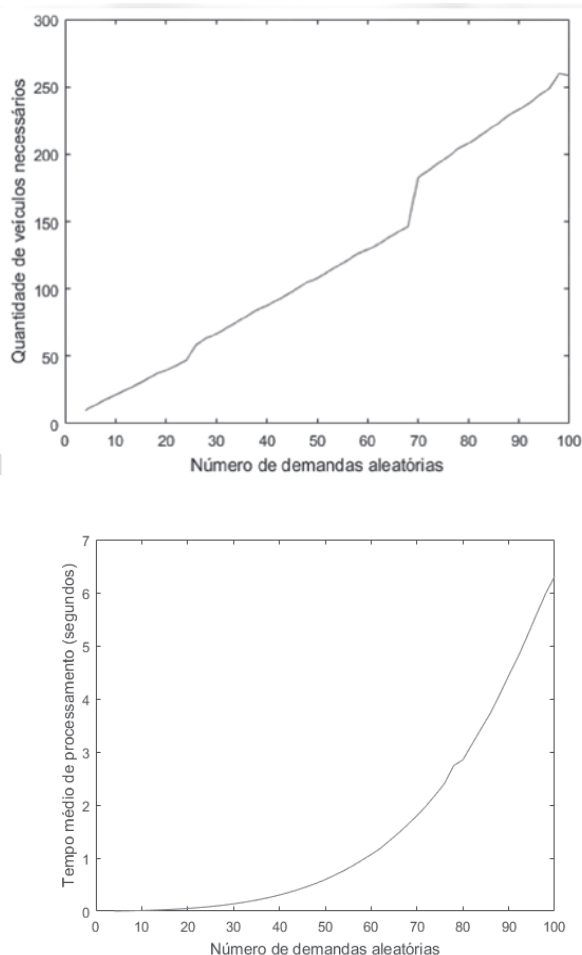 300
250
200
150
100
50
0
Quantidade de veículos necessários
0 10 20 30 40 50 60 70 80 90 100
Número de demandas aleatórias
7
6
5
4
3
2
1
0
Tempo médio de processamento (segundos)
0 10 20 30 40 50 60 70 80 90 100
Número de demandas aleatórias